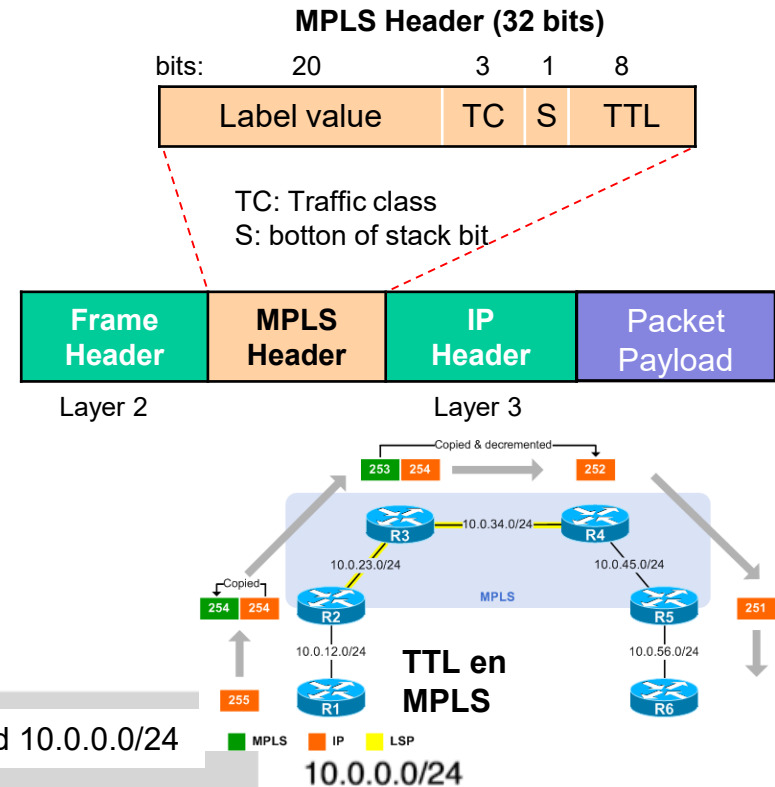 MPLS Header (32 bits)
bits: 20 3 1 8
Label value TC S TTL
TC: Traffic class
S: botton of stack bit
Frame Header MPLS Header IP Header Packet Payload
Layer 2 Layer 3
Copied & decremented
253 254 252
R3 10.0.34.0/24 R4
10.0.23.0/24 10.0.45.0/24
MPLS
Copied
254 254 R2 R5 251
10.0.12.0/24 10.0.56.0/24
TTL en MPLS
255 R1 R6
d 10.0.0.0/24
MPLS IP LSP
10.0.0.0/24